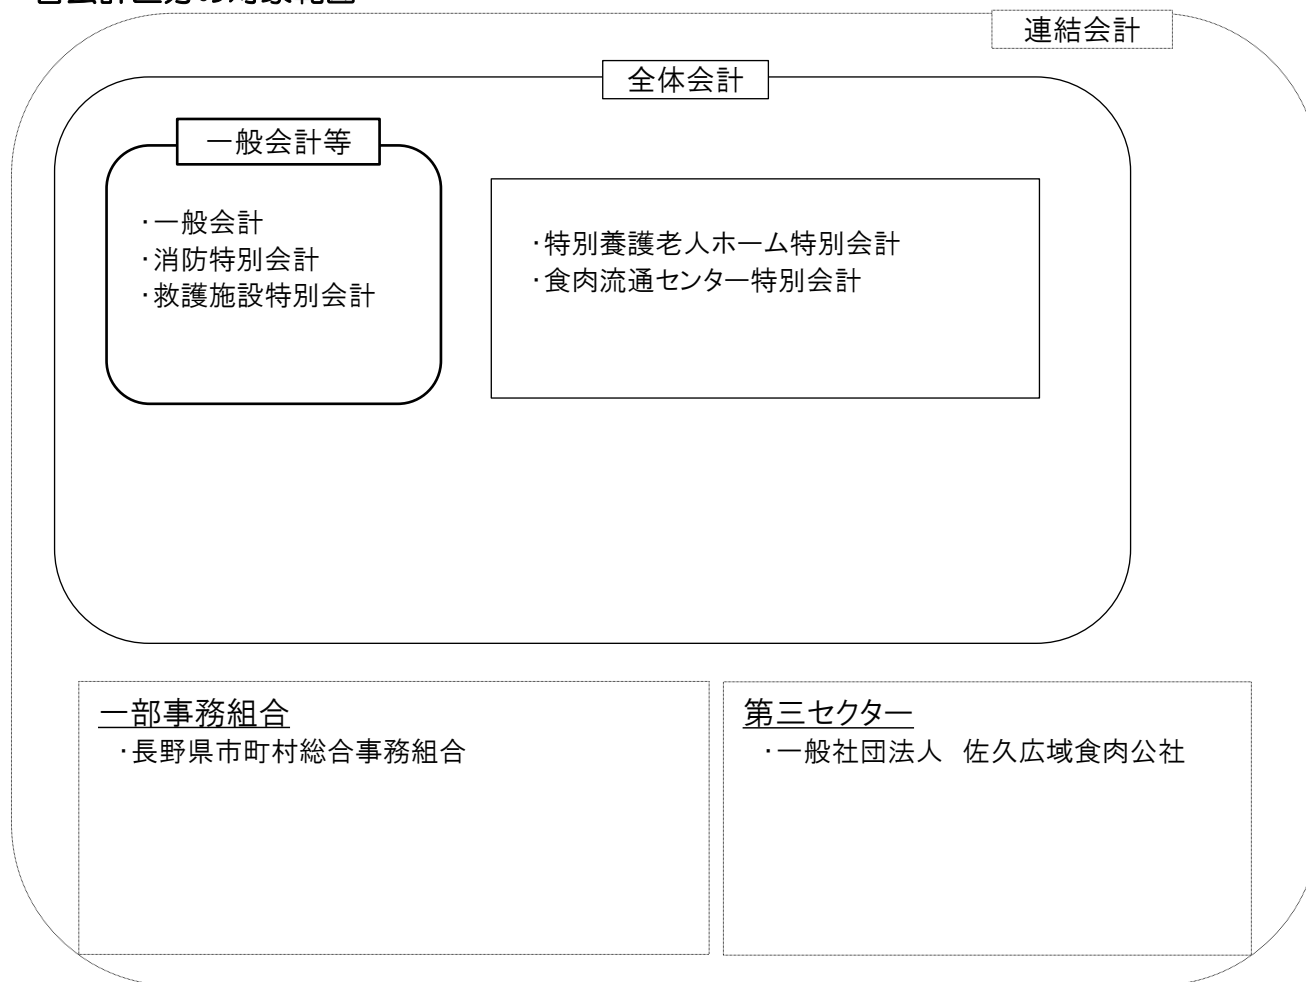 連結会計
全体会計
一般会計等
・一般会計
・消防特別会計
・救護施設特別会計
・特別養護老人ホーム特別会計
・食肉流通センター特別会計
一部事務組合
・長野県市町村総合事務組合
第三セクター
・一般社団法人　佐久広域食肉公社